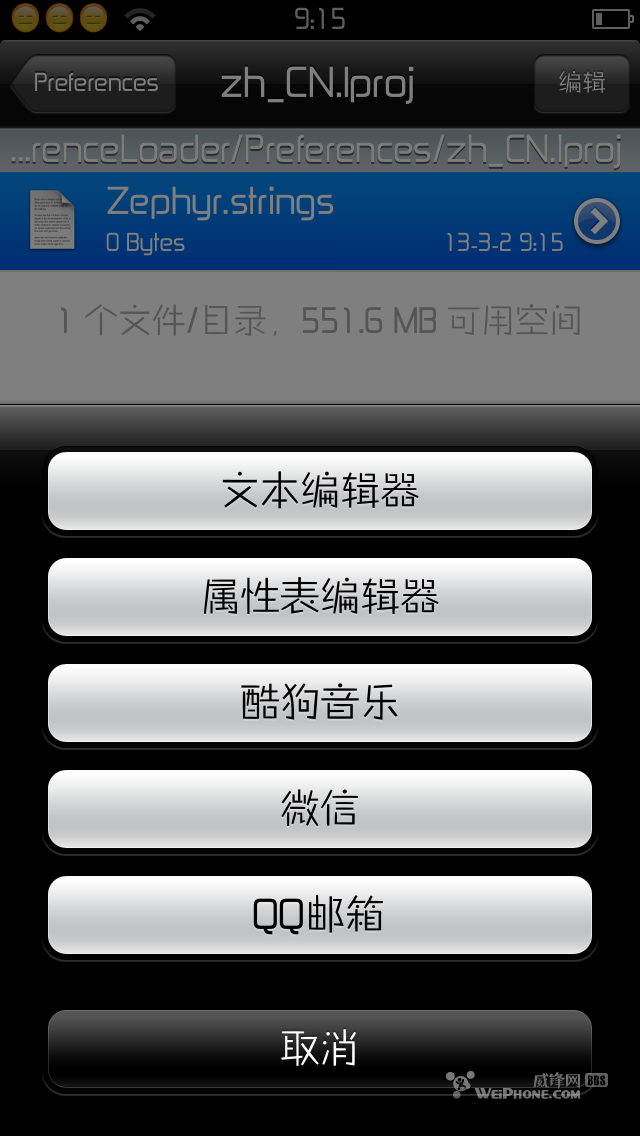 9:15
Preferences
zh_CN.lproj
编辑
...renceLoader/Preferences/zh_CN.lproj
Zephyr.strings
0 Bytes
13-3-2 9:15
1 个文件/目录，551.6 MB 可用空间
文本编辑器
属性表编辑器
酷狗音乐
微信
QQ邮箱
取消
威锋网 BBS
WEIPHONE.COM